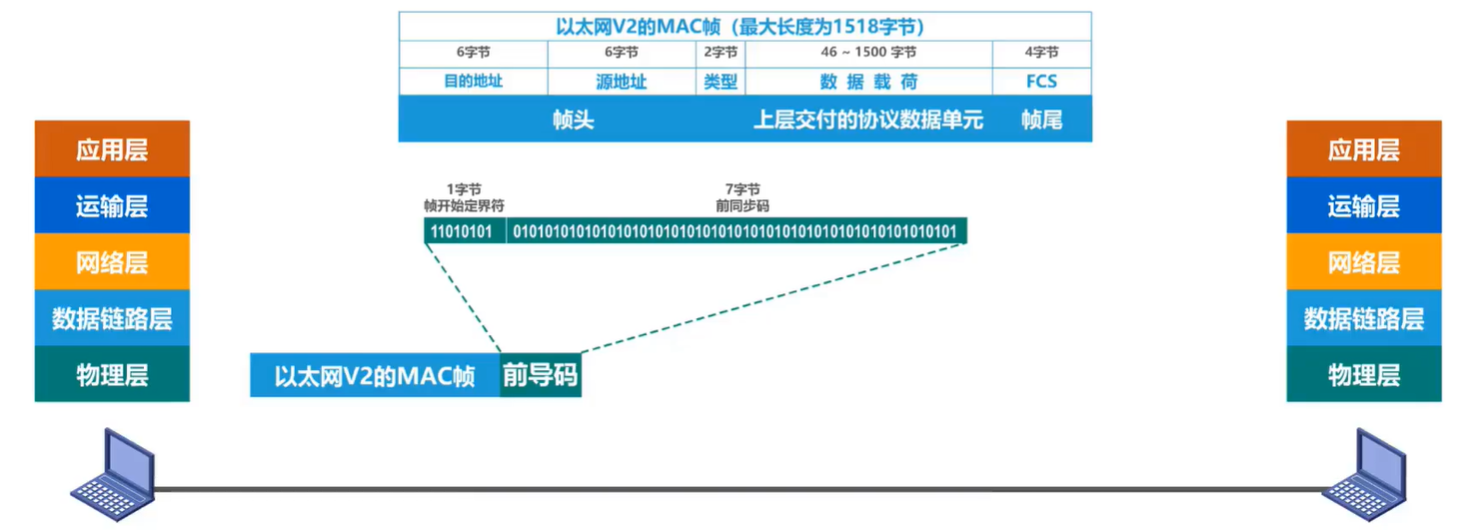 以太网V2的MAC帧（最大长度为1518字节）
6字节 6字节 2字节 46 ~ 1500 字节 4字节
目的地址 源地址 类型 数 据 载 荷 FCS
帧头 上层交付的协议数据单元 帧尾
应用层
运输层
网络层
数据链路层
物理层
1字节
帧开始定界符
7字节
前同步码
11010101 01010101010101010101010101010101010101010101010101010101
以太网V2的MAC帧 前导码
应用层
运输层
网络层
数据链路层
物理层